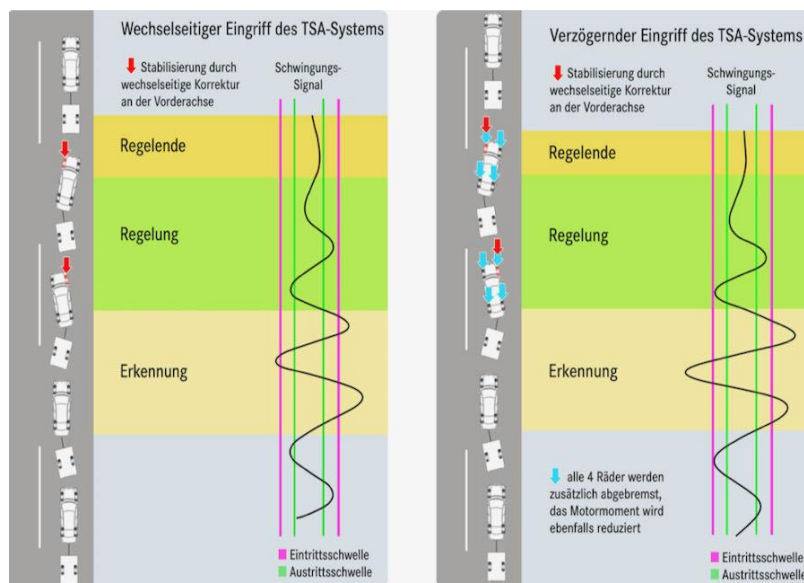 Wechselseitiger Eingriff des TSA-Systems
Stabilisierung durch
wechselseitige Korrektur
an der Vorderachse
Schwingungs-
Signal
Regelende
Regelung
Erkennung
Eintrittsschwelle
Austrittsschwelle
Verzögernder Eingriff des TSA-Systems
Stabilisierung durch
wechselseitige Korrektur
an der Vorderachse
Schwingungs-
Signal
Regelende
Regelung
Erkennung
alle 4 Räder werden
zusätzlich abgebremst,
das Motormoment wird
ebenfalls reduziert
Eintrittsschwelle
Austrittsschwelle